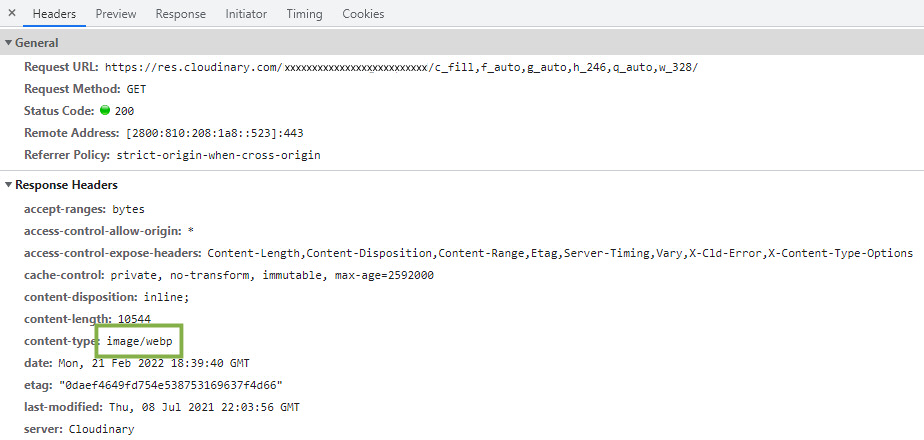 × Headers Preview Response Initiator Timing Cookies
▼ General
Request URL: https://res.cloudinary.com/xxxxxxxxxxxxxxxxxxxxxxxxxx/c_fill,f_auto,g_auto,h_246,q_auto,w_328/
Request Method: GET
Status Code: 200
Remote Address: [2800:810:208:1a8::523]:443
Referrer Policy: strict-origin-when-cross-origin
▼ Response Headers
accept-ranges: bytes
access-control-allow-origin: *
access-control-expose-headers: Content-Length,Content-Disposition,Content-Range,Etag,Server-Timing,Vary,X-Cld-Error,X-Content-Type-Options
cache-control: private, no-transform, immutable, max-age=2592000
content-disposition: inline;
content-length: 10544
content-type: image/webp
date: Mon, 21 Feb 2022 18:39:40 GMT
etag: "0daef4649fd754e538753169637f4d66"
last-modified: Thu, 08 Jul 2021 22:03:56 GMT
server: Cloudinary